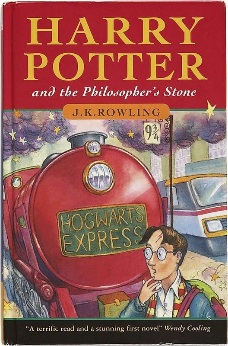 HARRY
POTTER
and the Philosopher's Stone
J.K.ROWLING
9¾
HOGWARTS
EXPRESS
"A terrific read and a stunning first novel" Wendy Cooling